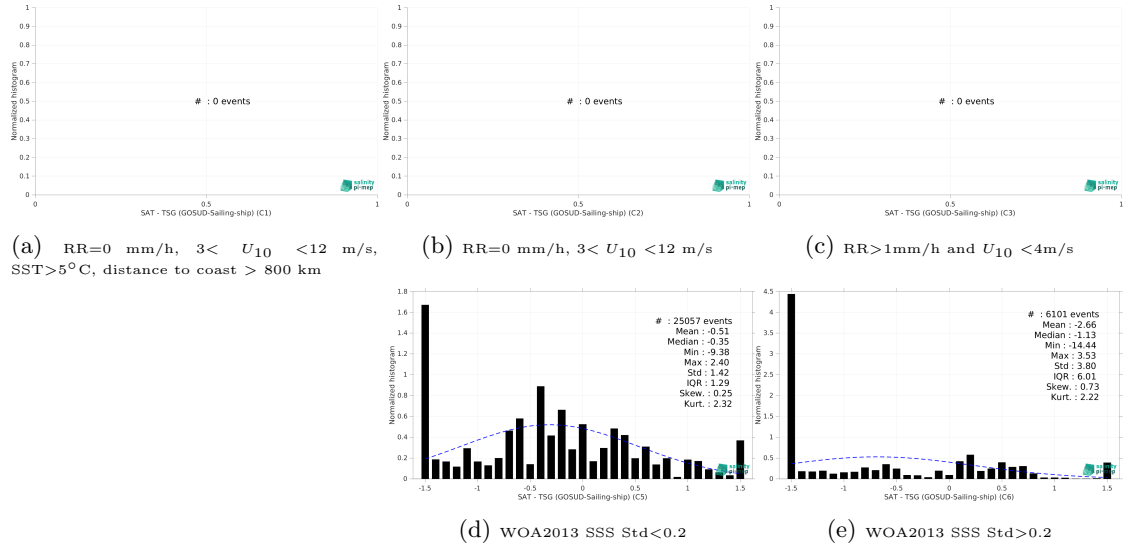 1
0.9
0.8
0.7
0.6
0.5
0.4
0.3
0.2
0.1
0
Normalized histogram
# : 0 events
salinity
pi-mep
0 0.5 1
SAT - TSG (GOSUD-Sailing-ship) (C1)
(a) RR=0 mm/h, 3< U10 <12 m/s,
SST>5°C, distance to coast > 800 km
1
0.9
0.8
0.7
0.6
0.5
0.4
0.3
0.2
0.1
0
Normalized histogram
# : 0 events
salinity
pi-mep
0 0.5 1
SAT - TSG (GOSUD-Sailing-ship) (C2)
(b) RR=0 mm/h, 3< U10 <12 m/s
1
0.9
0.8
0.7
0.6
0.5
0.4
0.3
0.2
0.1
0
Normalized histogram
# : 0 events
salinity
pi-mep
0 0.5 1
SAT - TSG (GOSUD-Sailing-ship) (C3)
(c) RR>1mm/h and U10 <4m/s
1.8
1.6
1.4
1.2
1
0.8
0.6
0.4
0.2
0
Normalized histogram
# : 25057 events
Mean : -0.51
Median : -0.35
Min : -9.38
Max : 2.40
Std : 1.42
IQR : 1.29
Skew. : 0.25
Kurt. : 2.32
salinity
pi-mep
-1.5 -1 -0.5 0 0.5 1 1.5
SAT - TSG (GOSUD-Sailing-ship) (C5)
(d) WOA2013 SSS Std<0.2
4.5
4
3.5
3
2.5
2
1.5
1
0.5
0
Normalized histogram
# : 6101 events
Mean : -2.66
Median : -1.13
Min : -14.44
Max : 3.53
Std : 3.80
IQR : 6.01
Skew. : 0.73
Kurt. : 2.22
salinity
pi-mep
-1.5 -1 -0.5 0 0.5 1 1.5
SAT - TSG (GOSUD-Sailing-ship) (C6)
(e) WOA2013 SSS Std>0.2